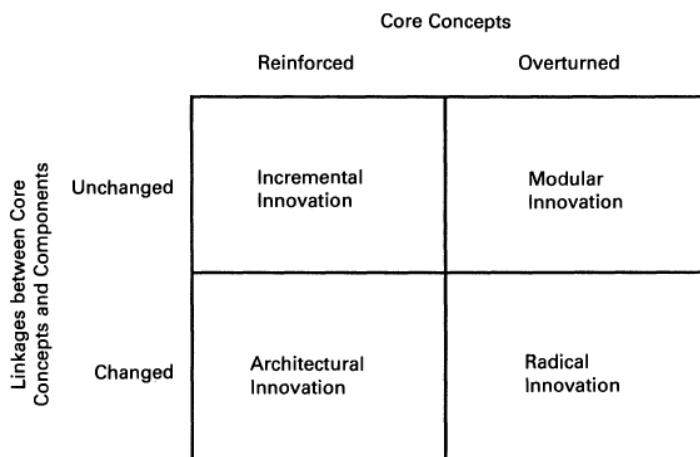 Core Concepts
Reinforced
Overturned
Linkages between Core
Concepts and Components
Unchanged
Incremental
Innovation
Modular
Innovation
Changed
Architectural
Innovation
Radical
Innovation